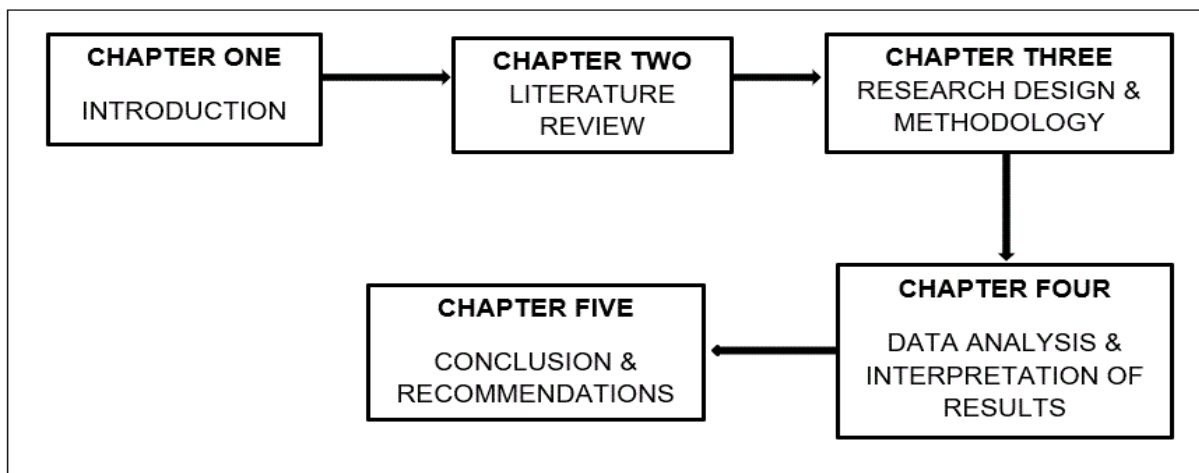 CHAPTER ONE
INTRODUCTION
CHAPTER TWO
LITERATURE
REVIEW
CHAPTER THREE
RESEARCH DESIGN &
METHODOLOGY
CHAPTER FOUR
DATA ANALYSIS &
INTERPRETATION OF
RESULTS
CHAPTER FIVE
CONCLUSION &
RECOMMENDATIONS